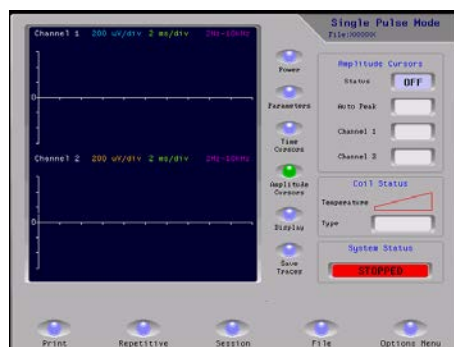 Single Pulse Mode
File:XXXXXX
Channel 1 200 uV/div 2 ms/div 2Hz-10kHz
0
Channel 2 200 uV/div 2 ms/div 2Hz-10kHz
0
Power
Parameters
Time
Cursors
Amplitude
Cursors
Display
Save
Traces
Amplitude Cursors
Status OFF
Auto Peak
Channel 1
Channel 2
Coil Status
Temperature
Type
System Status
STOPPED
Print Repetitive Session File Options Menu